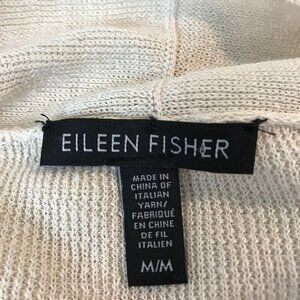 EILEEN FISHER
MADE IN
CHINA OF
ITALIAN
YARN/
FABRIQUÉ
EN CHINE
DE FIL
ITALIEN
M/M